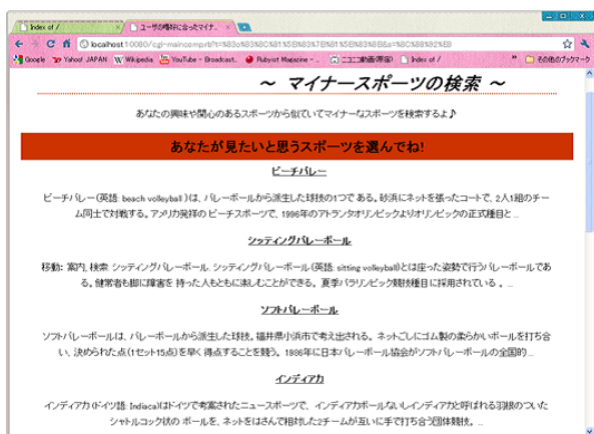 Index of /
ユーザの嗜好に合ったマイナ...
localhost:10080/cgi-maincomp.rb?t=%83o%83%8C%81%5B%83%7B%81%5B%83%8B&s=%8C%88%92%E8
Google Yahoo! JAPAN Wikipedia YouTube - Broadcast. Rubyist Magazine - ... ニコニコ動画(原宿) Index of / » その他のブックマーク
～ マイナースポーツの検索 ～
あなたの興味や関心のあるスポーツから似ていてマイナーなスポーツを検索するよ♪
あなたが見たいと思うスポーツを選んでね!
ビーチバレー
ビーチバレー(英語: beach volleyball )は、バレーボールから派生した球技の1つで ある。砂浜にネットを張ったコートで、2人1組のチー
ム同士で対戦する。アメリカ発祥の ビーチスポーツで、1996年のアトランタオリンピックよりオリンピックの正式種目と ...
シッティングバレーボール
移動: 案内, 検索. シッティングバレーボール. シッティングバレーボール (英語: sitting volleyball)とは座った姿勢で行うバレーボールであ
る。健常者も脚に障害を 持った人もともに楽しむことができる。 夏季パラリンピック競技種目に採用されている 。 ...
ソフトバレーボール
ソフトバレーボールは、バレーボールから派生した球技。福井県小浜市で考え出される。 ネットごしにゴム製の柔らかいボールを打ち合
い、決められた点(1セット15点)を早く 得点することを競う。 1986年に日本バレーボール協会がソフトバレーボールの全国的 ...
インディアカ
インディアカ (ドイツ語: Indiaca)はドイツで考案されたニュースポーツで、 インディアカボールないしインディアカと呼ばれる羽根のついた
シャトルコック状の ボールを、ネットをはさんで相対した2チームが互いに手で打ち合う団体競技。 ...